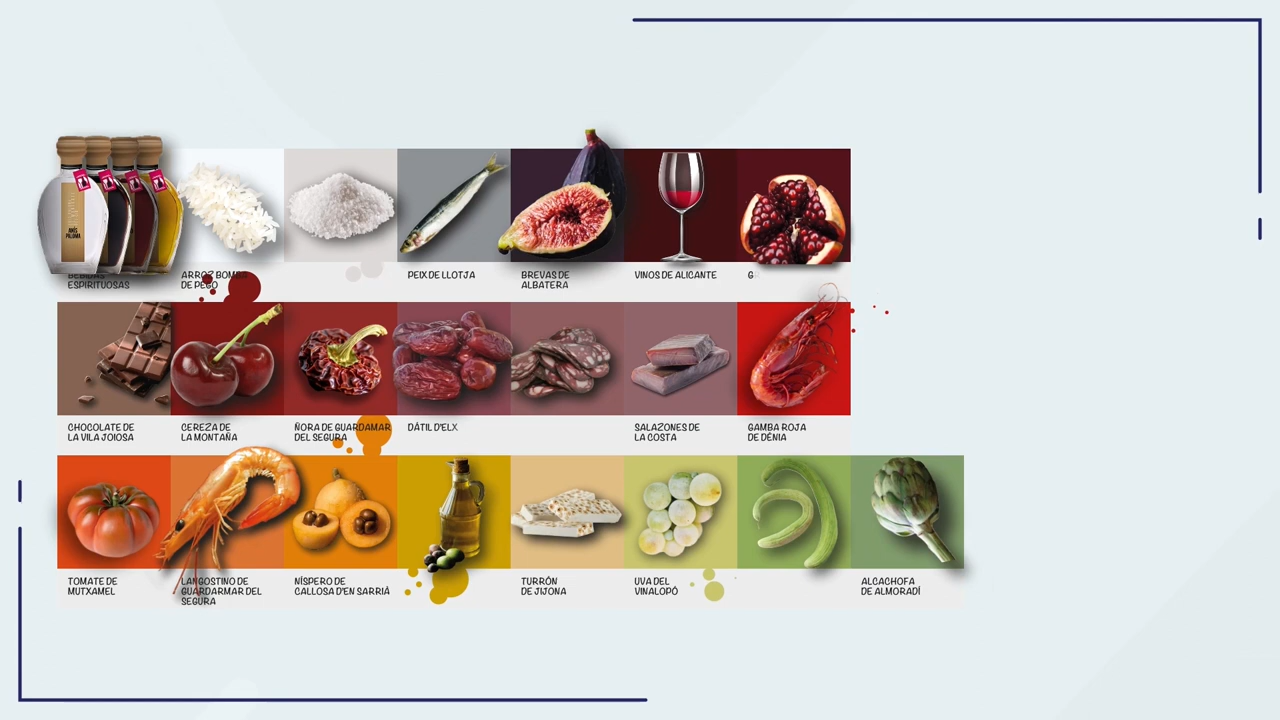 ANÍS
PALOMA
BEBIDAS
ESPIRITUOSAS
ARROZ BOMBA
DE PEGO
PEIX DE LLOTJA
BREVAS DE
ALBATERA
VINOS DE ALICANTE
G
CHOCOLATE DE
LA VILA JOIOSA
CEREZA DE
LA MONTAÑA
ÑORA DE GUARDAMAR
DEL SEGURA
DÁTIL D'ELX
SALAZONES DE
LA COSTA
GAMBA ROJA
DE DÉNIA
TOMATE DE
MUTXAMEL
LANGOSTINO DE
GUARDARMAR DEL
SEGURA
NÍSPERO DE
CALLOSA D'EN SARRIÀ
TURRÓN
DE JIJONA
UVA DEL
VINALOPÓ
ALCACHOFA
DE ALMORADÍ